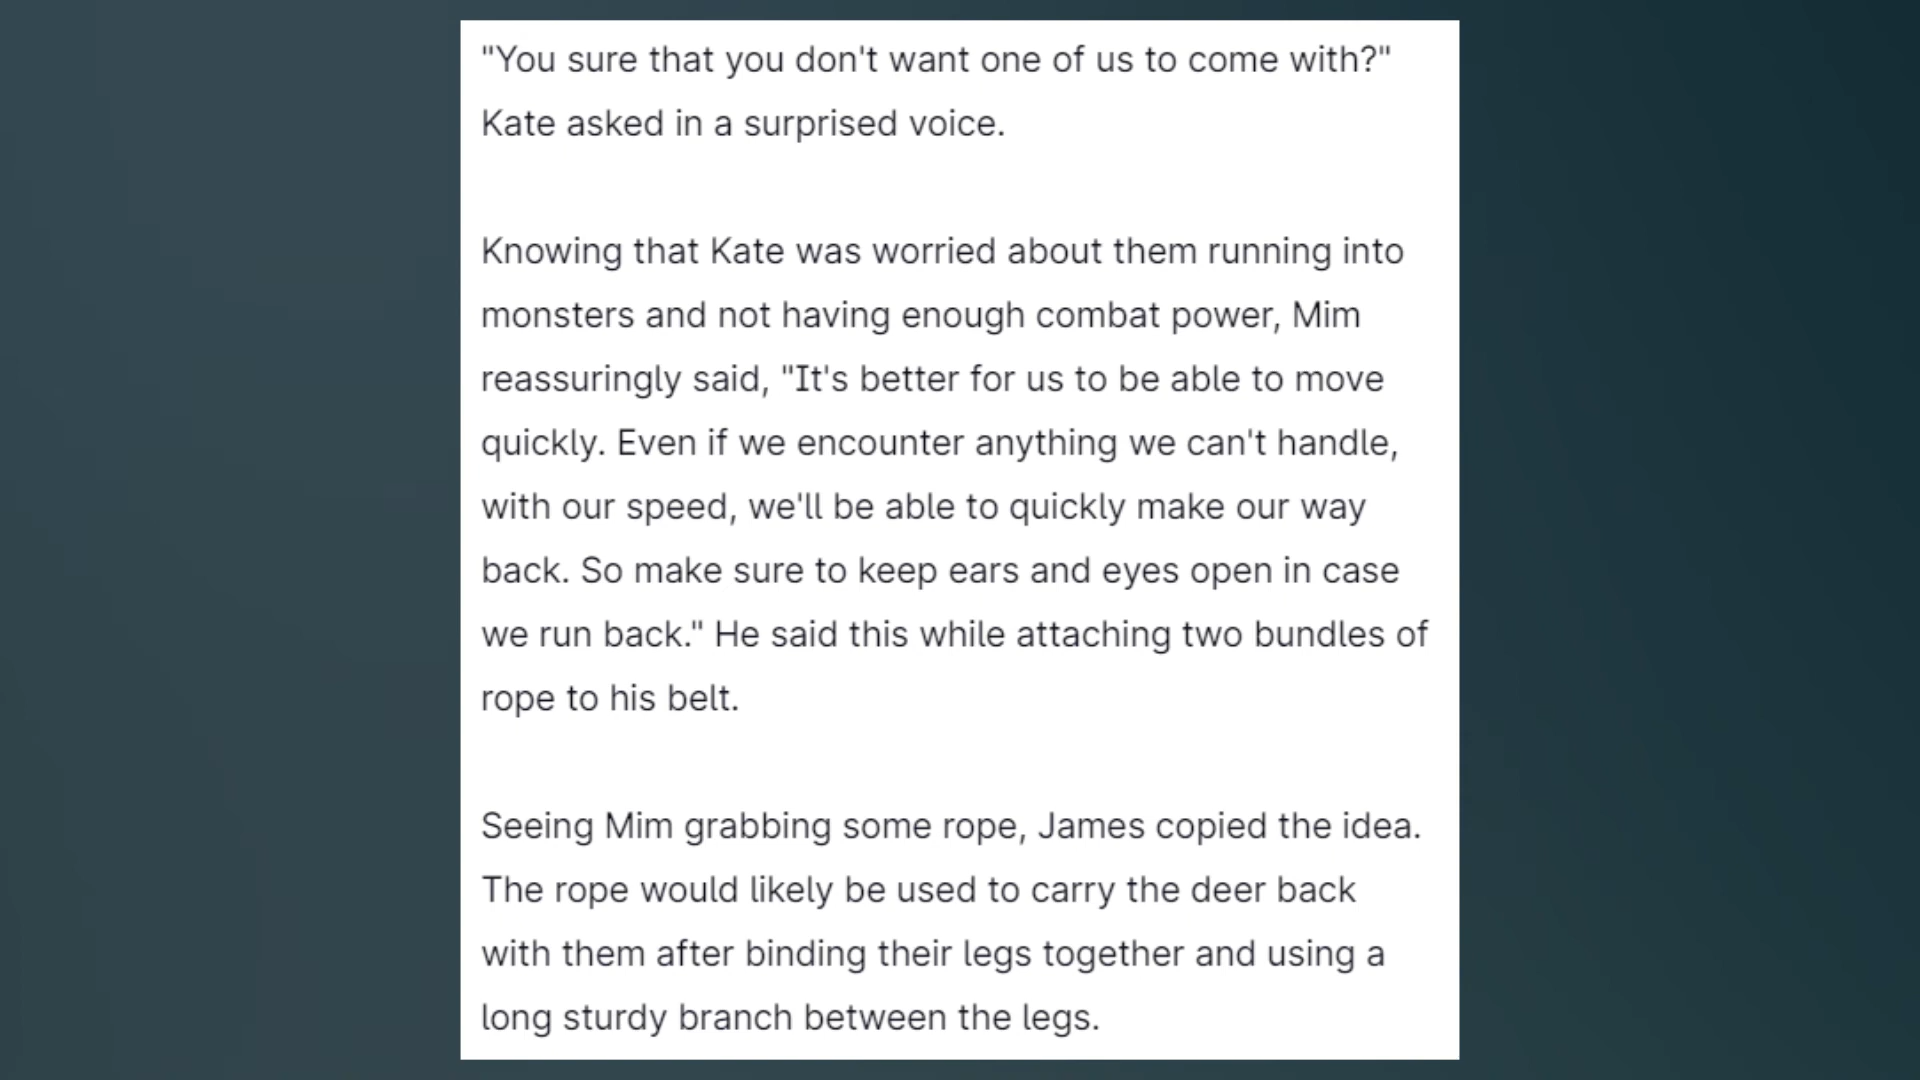 "You sure that you don't want one of us to come with?"
Kate asked in a surprised voice.
Knowing that Kate was worried about them running into
monsters and not having enough combat power, Mim
reassuringly said, "It's better for us to be able to move
quickly. Even if we encounter anything we can't handle,
with our speed, we'll be able to quickly make our way
back. So make sure to keep ears and eyes open in case
we run back." He said this while attaching two bundles of
rope to his belt.
Seeing Mim grabbing some rope, James copied the idea.
The rope would likely be used to carry the deer back
with them after binding their legs together and using a
long sturdy branch between the legs.